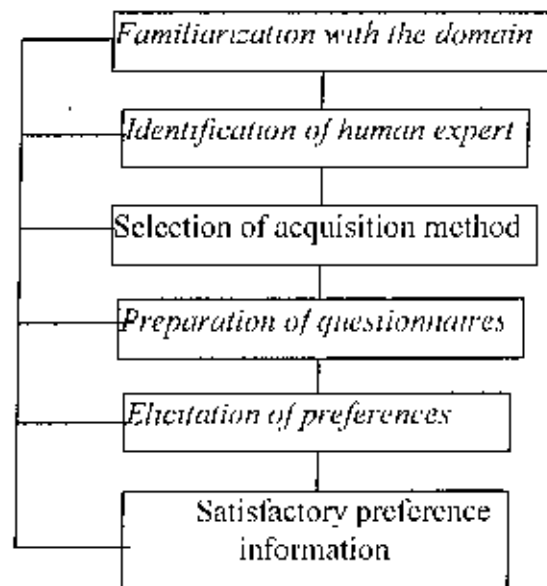 Familiarization with the domain
Identification of human expert
Selection of acquisition method
Preparation of questionnaires
Elicitation of preferences
Satisfactory preference
information